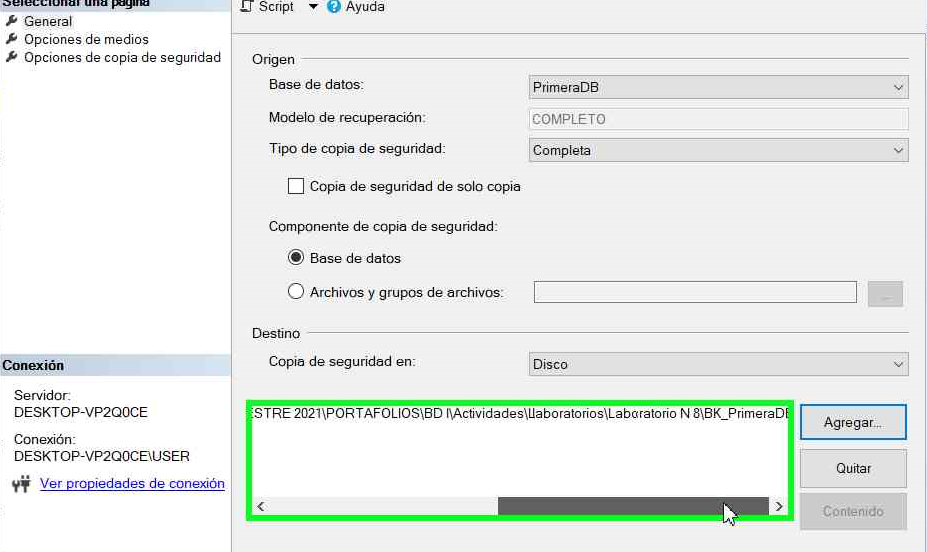 Seleccionar una página
General
Opciones de medios
Opciones de copia de seguridad
Script
Ayuda
Origen
Base de datos:
PrimeraDB
Modelo de recuperación:
COMPLETO
Tipo de copia de seguridad:
Completa
Copia de seguridad de solo copia
Componente de copia de seguridad:
Base de datos
Archivos y grupos de archivos:
...
Destino
Copia de seguridad en:
Disco
ESTRE 2021\PORTAFOLIOS\BD I\Actividades\Llaboratorios\Laboratorio N 8\BK_PrimeraDB
Agregar...
Quitar
Contenido
Conexión
Servidor:
DESKTOP-VP2Q0CE
Conexión:
DESKTOP-VP2Q0CE\USER
Ver propiedades de conexión